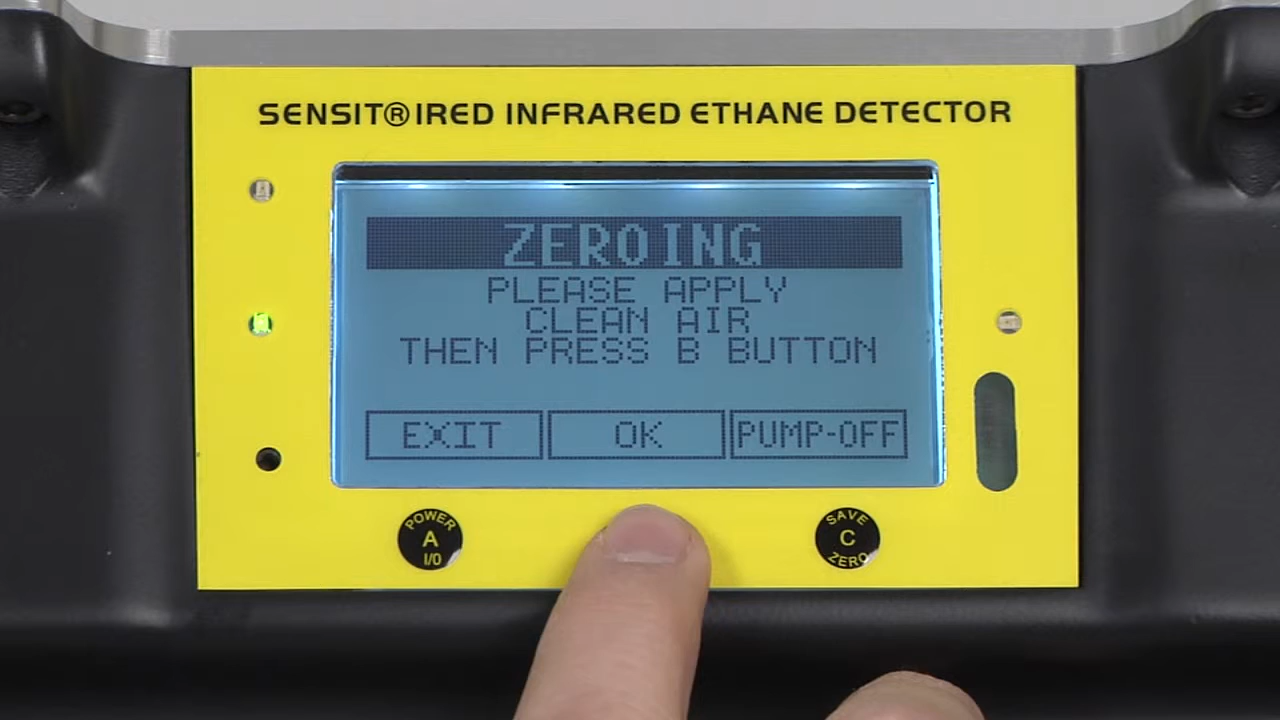 SENSIT® IRED INFRARED ETHANE DETECTOR
ZEROING
PLEASE APPLY
CLEAN AIR
THEN PRESS B BUTTON
EXIT OK PUMP-OFF
POWER
A
I/O
SAVE
C
ZERO